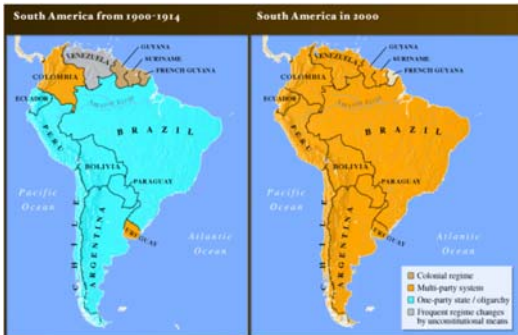 South America from 1900-1914
VENEZUELA
GUYANA
SURINAME
FRENCH GUYANA
COLOMBIA
ECUADOR
PERU
BRAZIL
BOLIVIA
PARAGUAY
CHILE
ARGENTINA
URUGUAY
Pacific
Ocean
Atlantic
Ocean
South America in 2000
VENEZUELA
GUYANA
SURINAME
FRENCH GUYANA
COLOMBIA
ECUADOR
PERU
BRAZIL
BOLIVIA
PARAGUAY
CHILE
ARGENTINA
URUGUAY
Pacific
Ocean
Atlantic
Ocean
Colonial regime
Multi-party system
One-party state / oligarchy
Frequent regime changes
by unconstitutional means